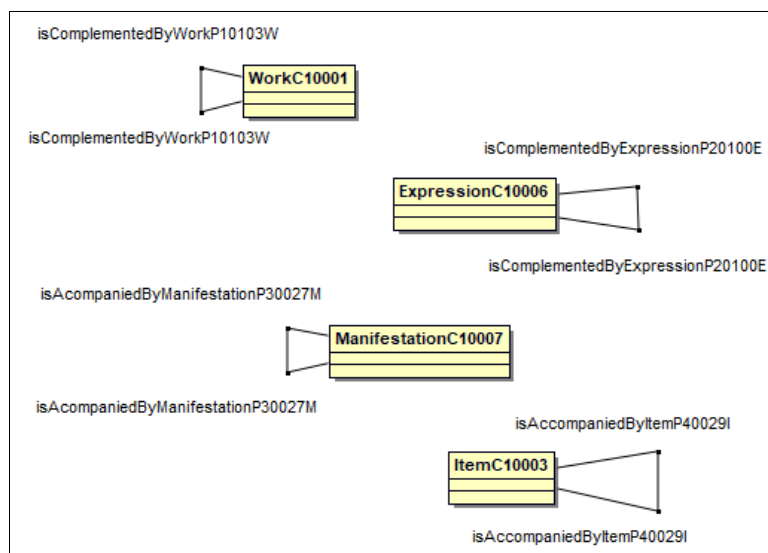 isComplementedByWorkP10103W
WorkC10001
isComplementedByWorkP10103W
isComplementedByExpressionP20100E
ExpressionC10006
isComplementedByExpressionP20100E
isAcompaniedByManifestationP30027M
ManifestationC10007
isAcompaniedByManifestationP30027M
isAccompaniedByItemP40029I
ItemC10003
isAccompaniedByItemP40029I